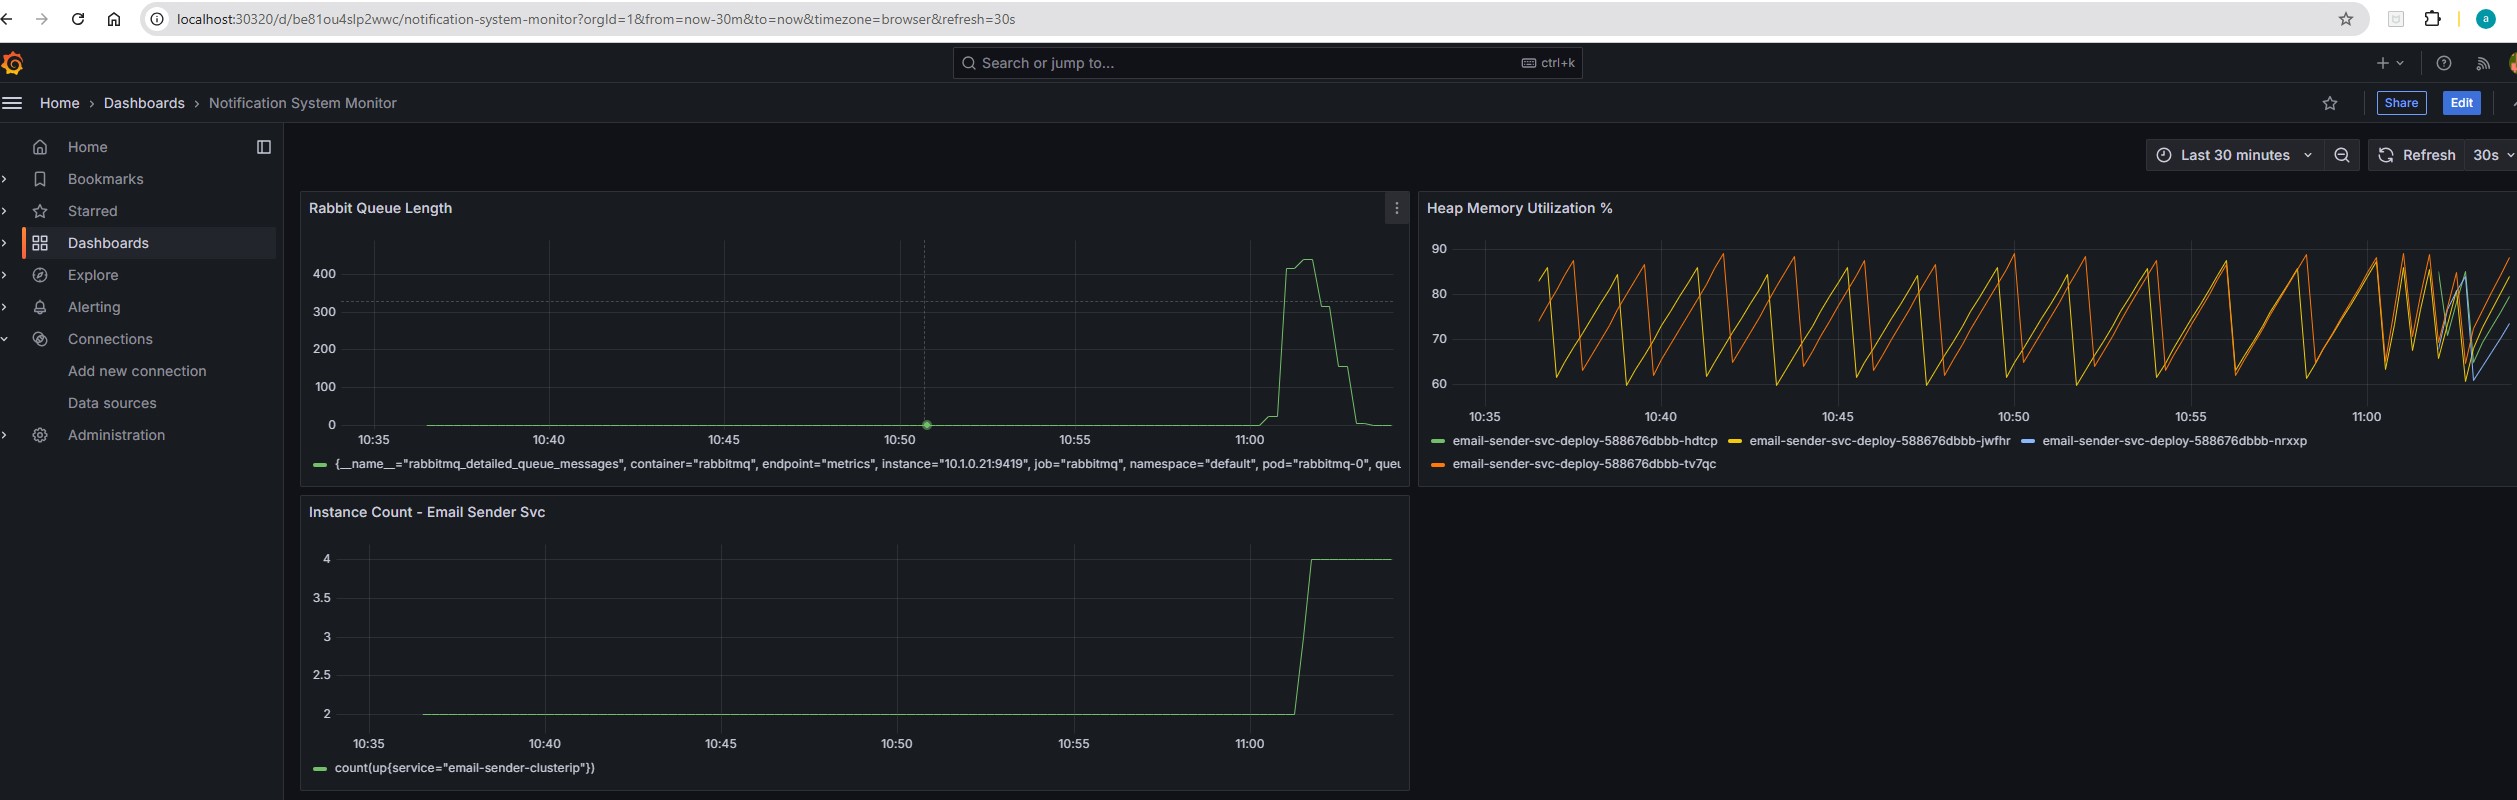 localhost:30320/d/be81ou4slp2wwc/notification-system-monitor?orgId=1&from=now-30m&to=now&timezone=browser&refresh=30s
a
Search or jump to...
ctrl+k
Home › Dashboards › Notification System Monitor
Share
Edit
Home
Bookmarks
Starred
Dashboards
Explore
Alerting
Connections
Add new connection
Data sources
Administration
Last 30 minutes
Refresh
30s
Rabbit Queue Length
400
300
200
100
0
10:35 10:40 10:45 10:50 10:55 11:00
{__name__="rabbitmq_detailed_queue_messages", container="rabbitmq", endpoint="metrics", instance="10.1.0.21:9419", job="rabbitmq", namespace="default", pod="rabbitmq-0", queu
Heap Memory Utilization %
90
80
70
60
10:35 10:40 10:45 10:50 10:55 11:00
email-sender-svc-deploy-588676dbbb-hdtcp email-sender-svc-deploy-588676dbbb-jwfhr email-sender-svc-deploy-588676dbbb-nrxxp
email-sender-svc-deploy-588676dbbb-tv7qc
Instance Count - Email Sender Svc
4
3.5
3
2.5
2
10:35 10:40 10:45 10:50 10:55 11:00
count(up{service="email-sender-clusterip"})